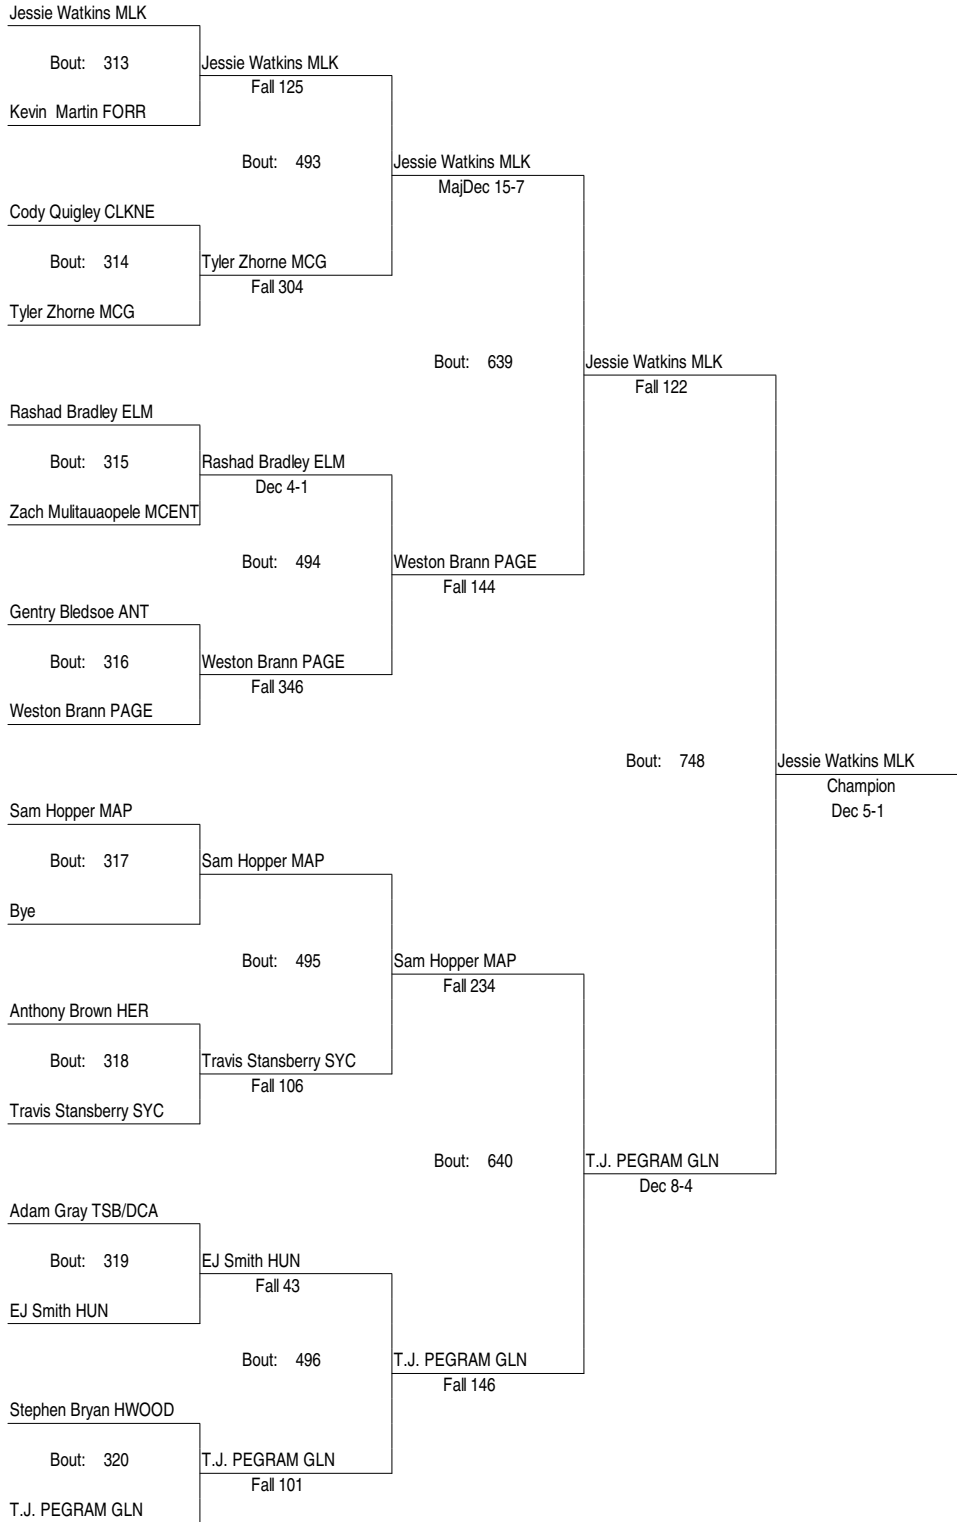 Jessie Watkins MLK
Bout: 313
Jessie Watkins MLK
Fall 125
Kevin  Martin FORR
Bout: 493
Jessie Watkins MLK
MajDec 15-7
Cody Quigley CLKNE
Bout: 314
Tyler Zhorne MCG
Fall 304
Tyler Zhorne MCG
Bout: 639
Jessie Watkins MLK
Fall 122
Rashad Bradley ELM
Bout: 315
Rashad Bradley ELM
Dec 4-1
Zach Mulitauaopele MCENT
Bout: 494
Weston Brann PAGE
Fall 144
Gentry Bledsoe ANT
Bout: 316
Weston Brann PAGE
Fall 346
Weston Brann PAGE
Bout: 748
Jessie Watkins MLK
Champion
Dec 5-1
Sam Hopper MAP
Bout: 317
Sam Hopper MAP
Bye
Bout: 495
Sam Hopper MAP
Fall 234
Anthony Brown HER
Bout: 318
Travis Stansberry SYC
Fall 106
Travis Stansberry SYC
Bout: 640
T.J. PEGRAM GLN
Dec 8-4
Adam Gray TSB/DCA
Bout: 319
EJ Smith HUN
Fall 43
EJ Smith HUN
Bout: 496
T.J. PEGRAM GLN
Fall 146
Stephen Bryan HWOOD
Bout: 320
T.J. PEGRAM GLN
Fall 101
T.J. PEGRAM GLN